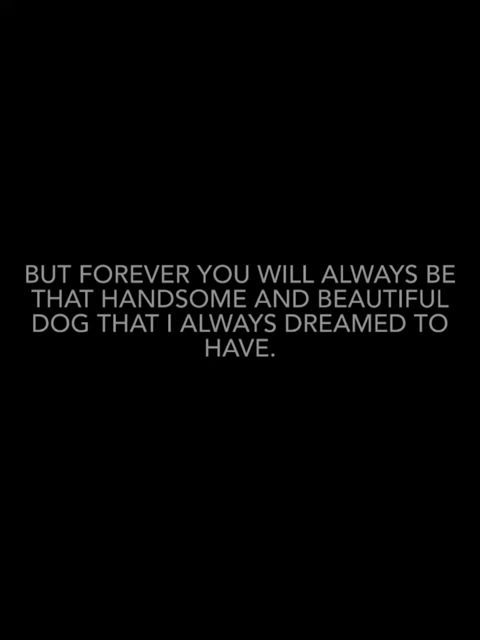 BUT FOREVER YOU WILL ALWAYS BE
THAT HANDSOME AND BEAUTIFUL
DOG THAT I ALWAYS DREAMED TO
HAVE.